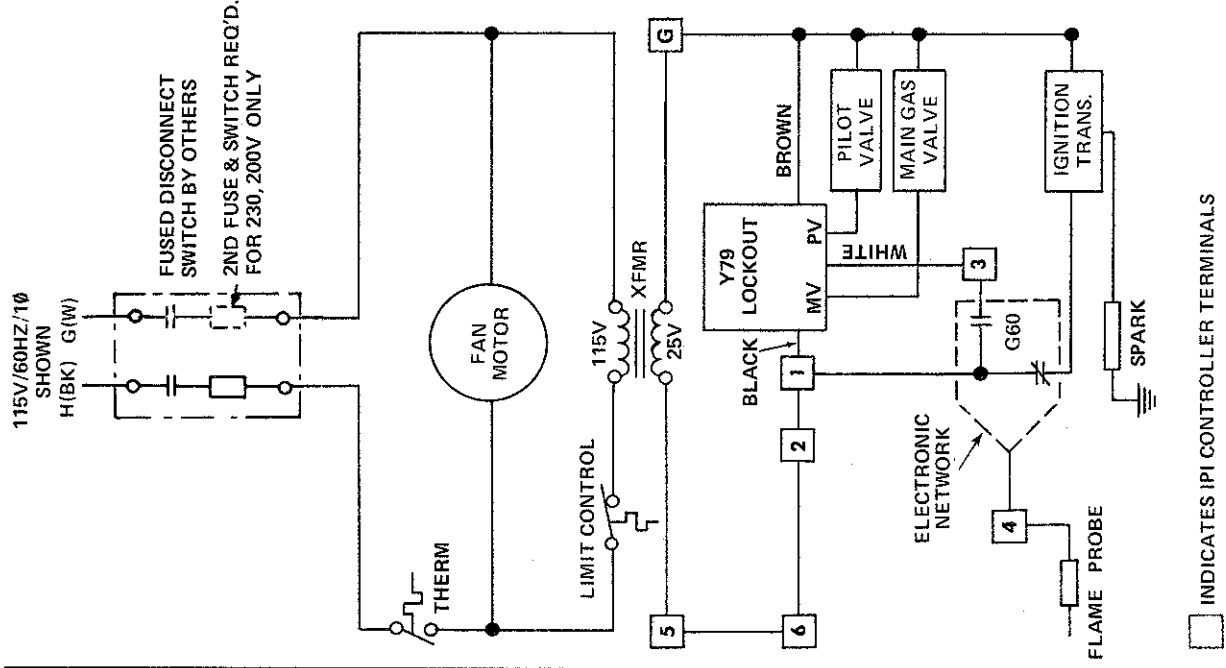 115V/60HZ/1Ø
SHOWN
H(BK) G(W)
FUSED DISCONNECT
SWITCH BY OTHERS
2ND FUSE & SWITCH REQ'D.
FOR 230, 200V ONLY
THERM
FAN
MOTOR
LIMIT CONTROL
115V
XFMR
25V
G
5
6
2
1
BLACK
Y79
LOCKOUT
MV
PV
BROWN
WHITE
PILOT
VALVE
MAIN GAS
VALVE
3
G60
ELECTRONIC
NETWORK
4
FLAME PROBE
SPARK
IGNITION
TRANS.
INDICATES IPI CONTROLLER TERMINALS